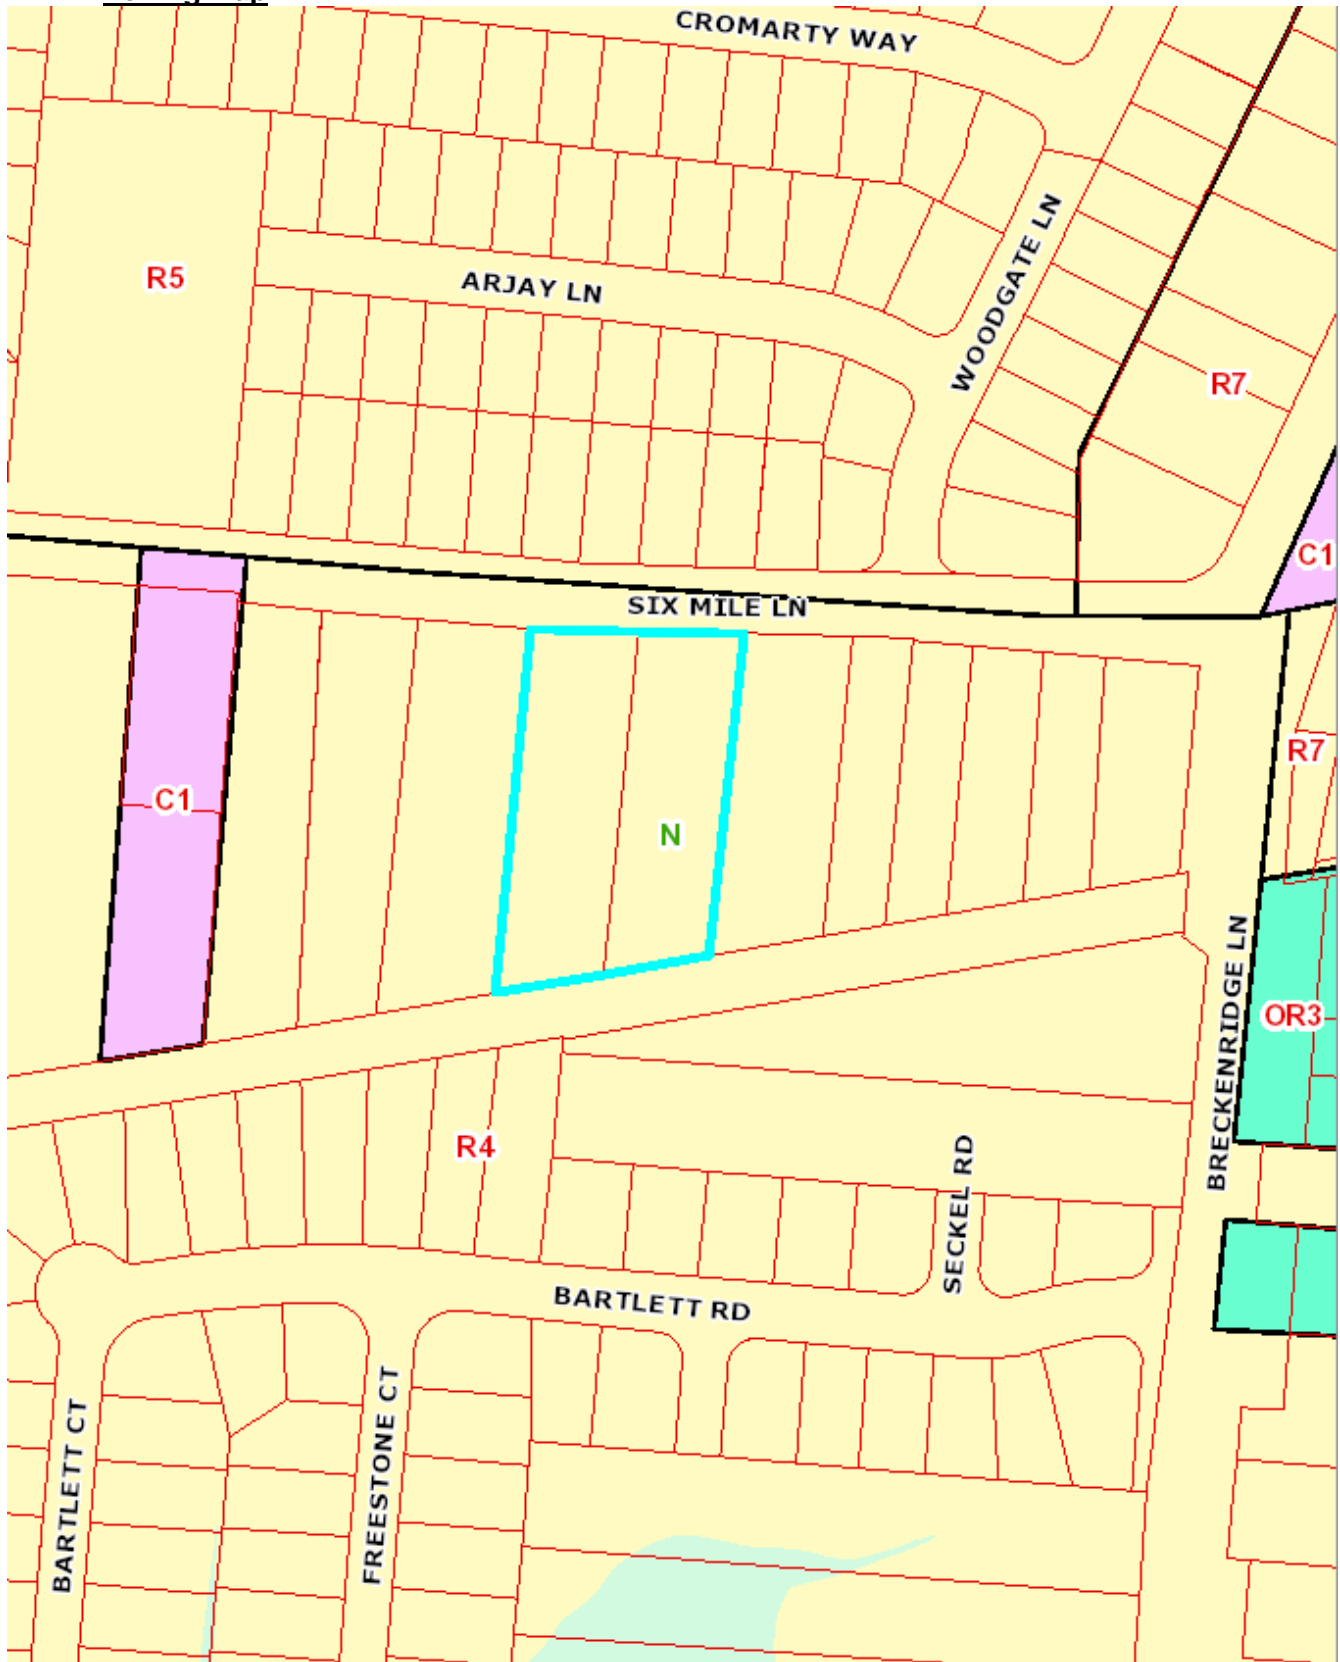 CROMARTY WAY
WOODGATE LN
R5
ARJAY LN
R7
C1
SIX MILE LN
R7
C1
N
BRECKENRIDGE LN
OR3
R4
SECKEL RD
BARTLETT RD
BARTLETT CT
FREESTONE CT